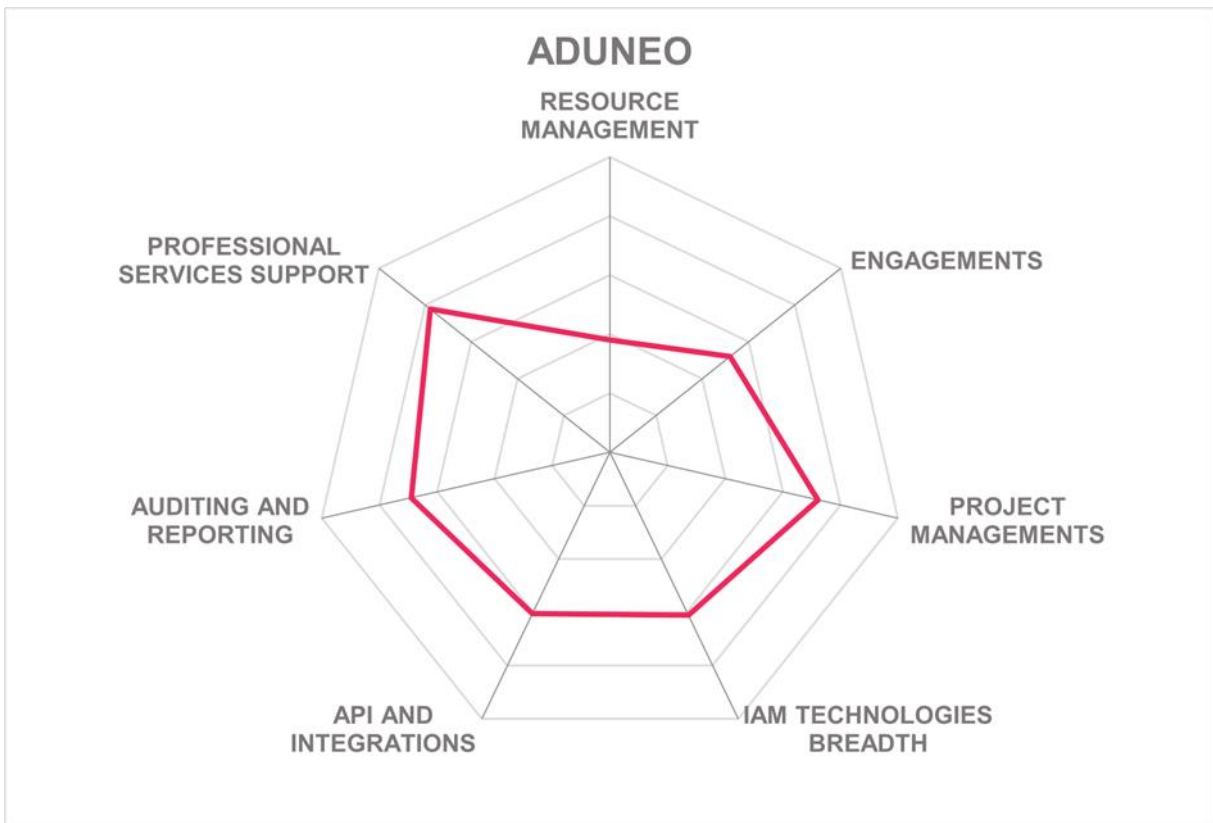 ADUNEO
RESOURCE
MANAGEMENT
PROFESSIONAL
SERVICES SUPPORT
ENGAGEMENTS
AUDITING AND
REPORTING
PROJECT
MANAGEMENTS
API AND
INTEGRATIONS
IAM TECHNOLOGIES
BREADTH